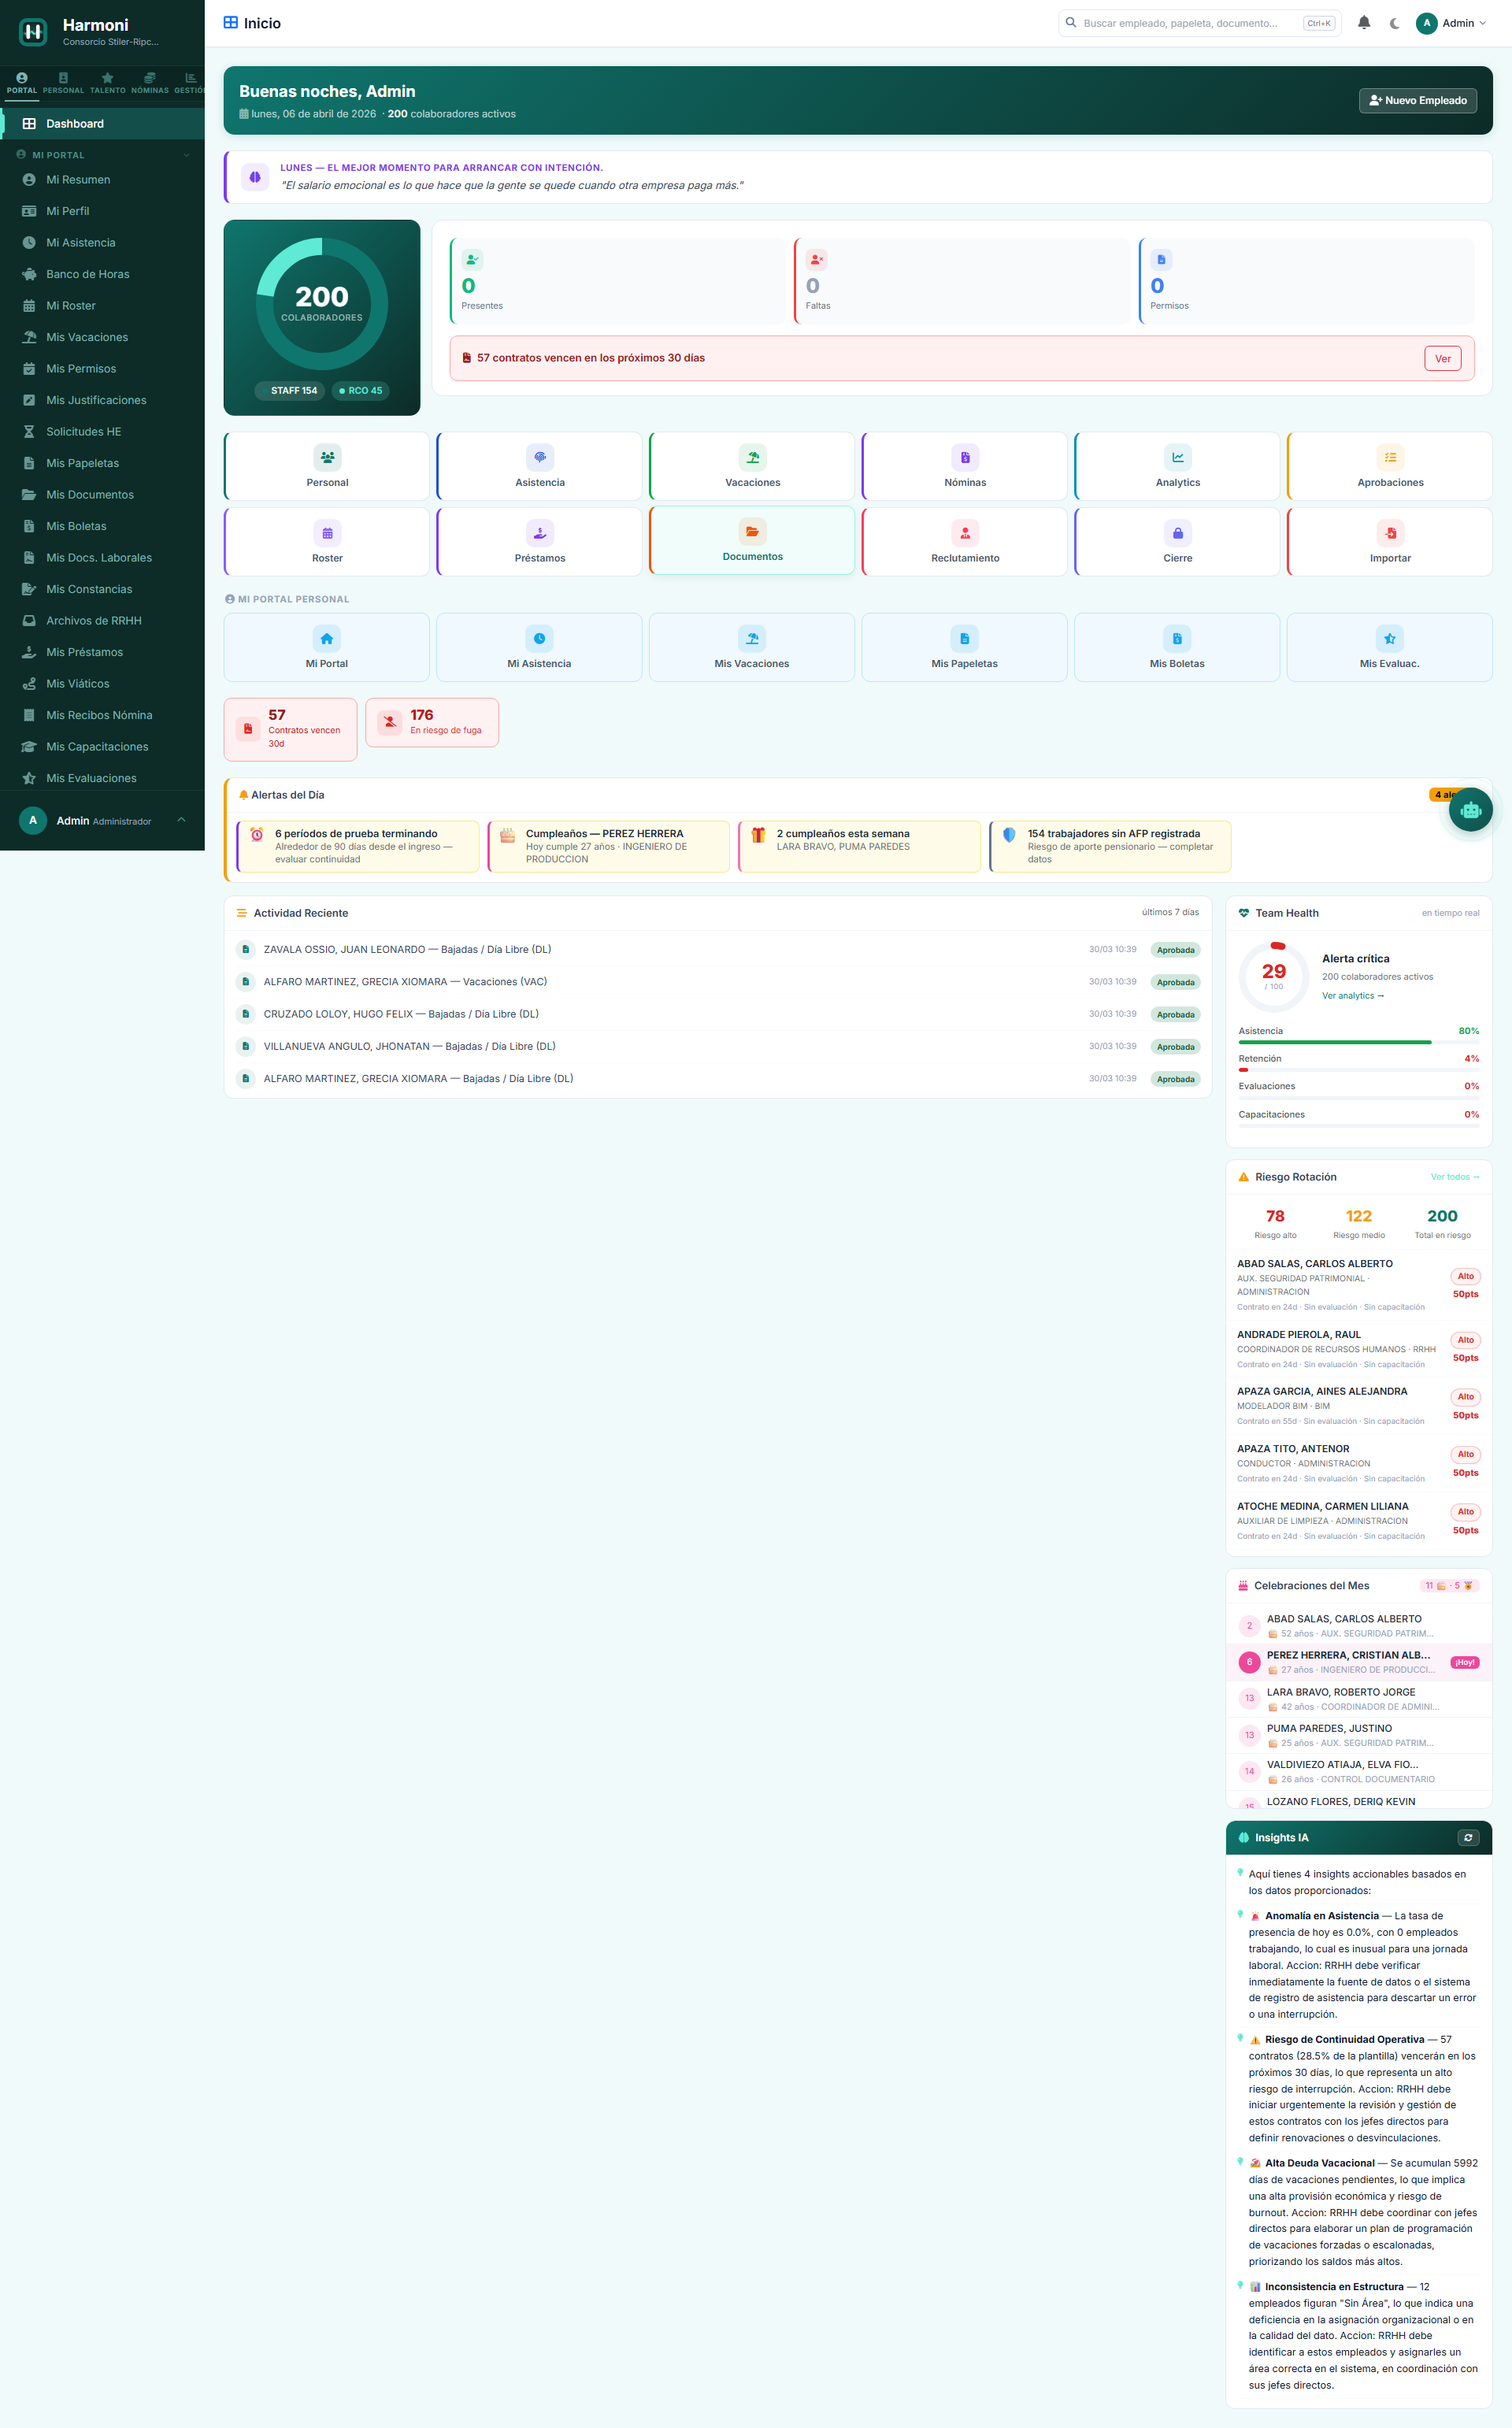 Harmoni
Consorcio Stiler-Ripc...
PORTAL
PERSONAL
TALENTO
NÓMINAS
Dashboard
MI PORTAL
Mi Resumen
Mi Perfil
Mi Asistencia
Banco de Horas
Mi Roster
Mis Vacaciones
Mis Permisos
Mis Justificaciones
Solicitudes HE
Mis Papeletas
Mis Documentos
Mis Boletas
Mis Docs. Laborales
Mis Constancias
Archivos de RRHH
Mis Préstamos
Mis Viáticos
Mis Recibos Nómina
Mis Capacitaciones
Mis Evaluaciones
A Admin Administrador
Inicio
Buscar empleado, papeleta, documento... Ctrl+K
A Admin
Buenas noches, Admin
lunes, 06 de abril de 2026 · 200 colaboradores activos
Nuevo Empleado
LUNES — EL MEJOR MOMENTO PARA ARRANCAR CON INTENCIÓN.
"El salario emocional es lo que hace que la gente se quede cuando otra empresa paga más."
200
COLABORADORES
STAFF 154
RCO 45
0
Presentes
0
Faltas
0
Permisos
57 contratos vencen en los próximos 30 días
Ver
Personal
Asistencia
Vacaciones
Nóminas
Analytics
Aprobaciones
Roster
Préstamos
Documentos
Reclutamiento
Cierre
Importar
MI PORTAL PERSONAL
Mi Portal
Mi Asistencia
Mis Vacaciones
Mis Papeletas
Mis Boletas
Mis Evaluac.
57
Contratos vencen
30d
176
En riesgo de fuga
Alertas del Día
6 períodos de prueba terminando
Alrededor de 90 días desde el ingreso —
evaluar continuidad
Cumpleaños — PEREZ HERRERA
Hoy cumple 27 años · INGENIERO DE
PRODUCCION
2 cumpleaños esta semana
LARA BRAVO, PUMA PAREDES
154 trabajadores sin AFP registrada
Riesgo de aporte pensionario — completar
datos
Actividad Reciente
últimos 7 días
ZAVALA OSSIO, JUAN LEONARDO — Bajadas / Día Libre (DL) 30/03 10:39 Aprobada
ALFARO MARTINEZ, GRECIA XIOMARA — Vacaciones (VAC) 30/03 10:39 Aprobada
CRUZADO LOLOY, HUGO FELIX — Bajadas / Día Libre (DL) 30/03 10:39 Aprobada
VILLANUEVA ANGULO, JHONATAN — Bajadas / Día Libre (DL) 30/03 10:39 Aprobada
ALFARO MARTINEZ, GRECIA XIOMARA — Bajadas / Día Libre (DL) 30/03 10:39 Aprobada
Team Health
en tiempo real
29
/ 100
Alerta crítica
200 colaboradores activos
Ver analytics →
Asistencia 80%
Retención 4%
Evaluaciones 0%
Capacitaciones 0%
Riesgo Rotación
Ver todos →
78
Riesgo alto
122
Riesgo medio
200
Total en riesgo
ABAD SALAS, CARLOS ALBERTO
AUX. SEGURIDAD PATRIMONIAL ·
ADMINISTRACION
Contrato en 24d · Sin evaluación · Sin capacitación
Alto
50pts
ANDRADE PIEROLA, RAUL
COORDINADOR DE RECURSOS HUMANOS · RRHH
Contrato en 24d · Sin evaluación · Sin capacitación
Alto
50pts
APAZA GARCIA, AINES ALEJANDRA
MODELADOR BIM · BIM
Contrato en 55d · Sin evaluación · Sin capacitación
Alto
50pts
APAZA TITO, ANTENOR
CONDUCTOR · ADMINISTRACION
Contrato en 24d · Sin evaluación · Sin capacitación
Alto
50pts
ATOCHE MEDINA, CARMEN LILIANA
AUXILIAR DE LIMPIEZA · ADMINISTRACION
Contrato en 24d · Sin evaluación · Sin capacitación
Alto
50pts
Celebraciones del Mes
11 🎂 · 5 🏅
2 ABAD SALAS, CARLOS ALBERTO
🎂 52 años · AUX. SEGURIDAD PATRIM...
6 PEREZ HERRERA, CRISTIAN ALB...
🎂 27 años · INGENIERO DE PRODUCCI...
¡Hoy!
13 LARA BRAVO, ROBERTO JORGE
🎂 42 años · COORDINADOR DE ADMINI...
13 PUMA PAREDES, JUSTINO
🎂 25 años · AUX. SEGURIDAD PATRIM...
14 VALDIVIEZO ATIAJA, ELVA FIO...
🎂 26 años · CONTROL DOCUMENTARIO
15 LOZANO FLORES, DERIQ KEVIN
Insights IA
Aquí tienes 4 insights accionables basados en
los datos proporcionados:
🚨 Anomalía en Asistencia — La tasa de
presencia de hoy es 0.0%, con 0 empleados
trabajando, lo cual es inusual para una jornada
laboral. Accion: RRHH debe verificar
inmediatamente la fuente de datos o el sistema
de registro de asistencia para descartar un error
o una interrupción.
⚠️ Riesgo de Continuidad Operativa — 57
contratos (28.5% de la plantilla) vencerán en los
próximos 30 días, lo que representa un alto
riesgo de interrupción. Accion: RRHH debe
iniciar urgentemente la revisión y gestión de
estos contratos con los jefes directos para
definir renovaciones o desvinculaciones.
🏖️ Alta Deuda Vacacional — Se acumulan 5992
días de vacaciones pendientes, lo que implica
una alta provisión económica y riesgo de
burnout. Accion: RRHH debe coordinar con jefes
directos para elaborar un plan de programación
de vacaciones forzadas o escalonadas,
priorizando los saldos más altos.
📊 Inconsistencia en Estructura — 12
empleados figuran "Sin Área", lo que indica una
deficiencia en la asignación organizacional o en
la calidad del dato. Accion: RRHH debe
identificar a estos empleados y asignarles un
área correcta en el sistema, en coordinación con
sus jefes directos.